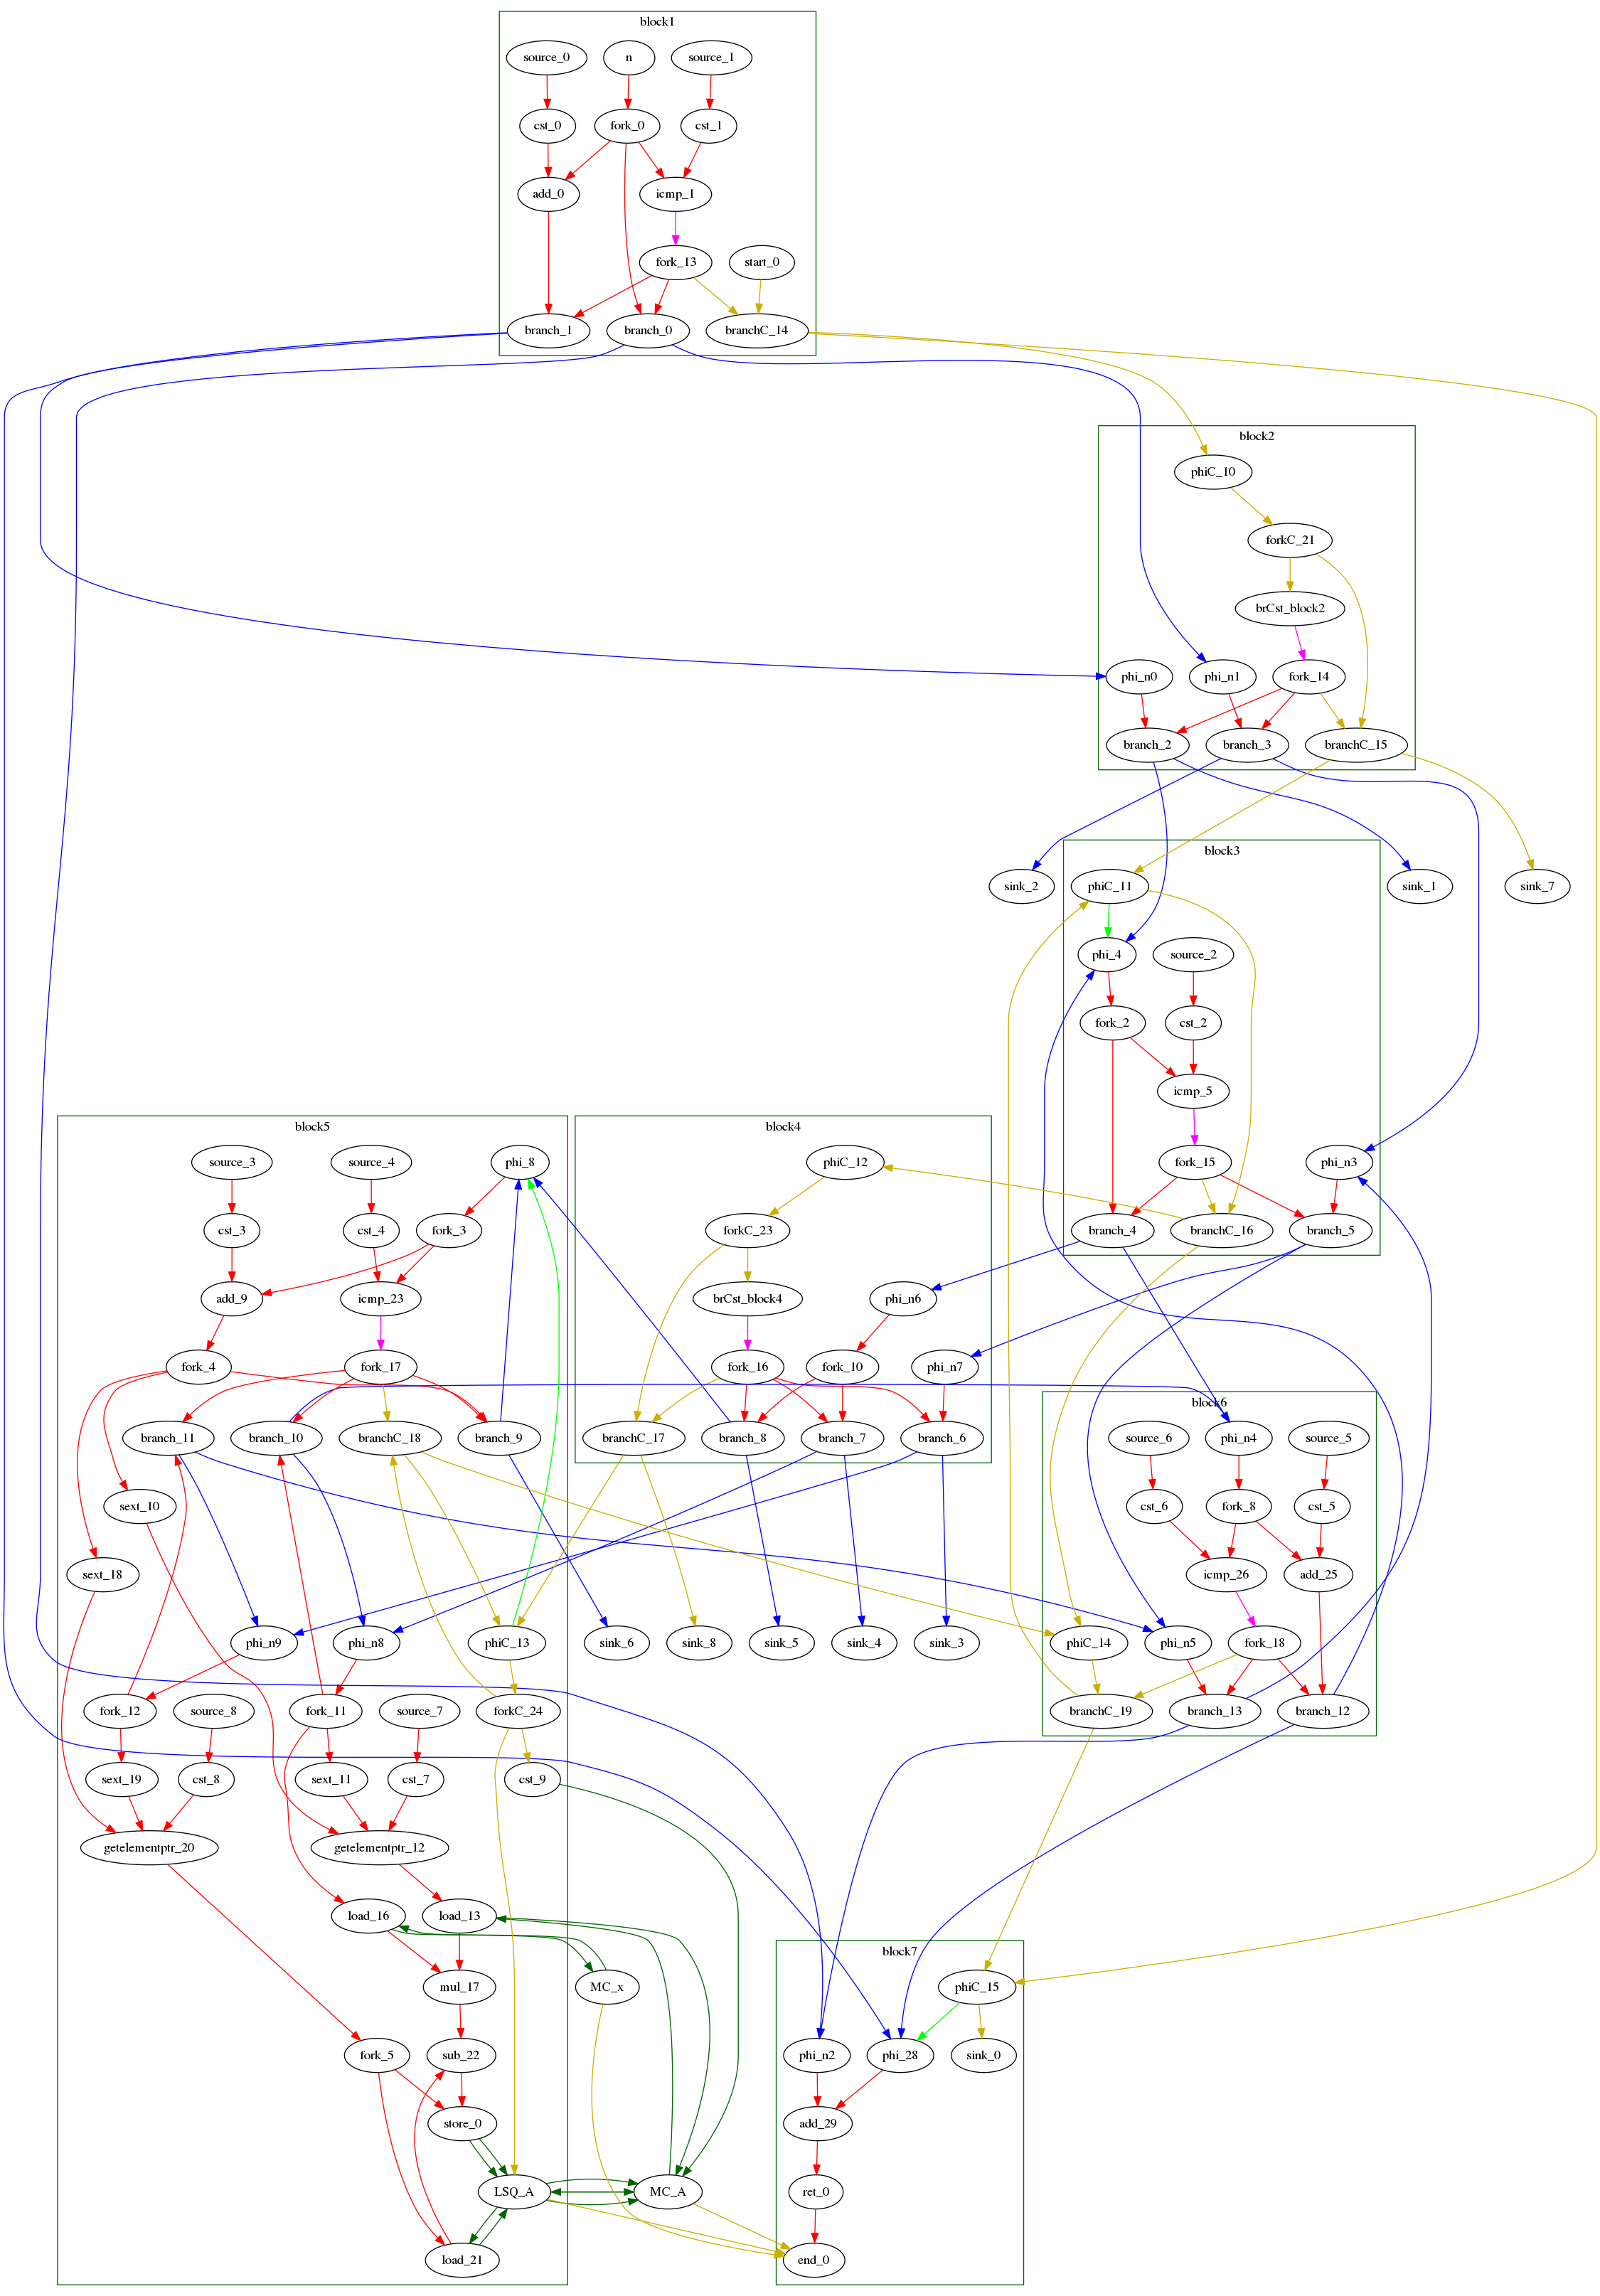 block1
source_0
n
source_1
cst_0
fork_0
cst_1
add_0
icmp_1
fork_13
start_0
branch_1
branch_0
branchC_14
block2
phiC_10
forkC_21
brCst_block2
phi_n0
phi_n1
fork_14
branch_2
branch_3
branchC_15
block3
sink_2
phiC_11
sink_1
sink_7
phi_4
source_2
fork_2
cst_2
icmp_5
block5
block4
source_3
source_4
phi_8
phiC_12
fork_15
phi_n3
cst_3
cst_4
fork_3
forkC_23
branch_4
branchC_16
branch_5
add_9
icmp_23
brCst_block4
phi_n6
fork_4
fork_17
fork_16
fork_10
phi_n7
block6
branch_11
branch_10
branchC_18
branch_9
branchC_17
branch_8
branch_7
branch_6
source_6
phi_n4
source_5
sext_10
cst_6
fork_8
cst_5
sext_18
icmp_26
add_25
phi_n9
phi_n8
phiC_13
sink_6
sink_8
sink_5
sink_4
sink_3
phiC_14
phi_n5
fork_18
fork_12
source_8
fork_11
source_7
forkC_24
branchC_19
branch_13
branch_12
sext_19
cst_8
sext_11
cst_7
cst_9
getelementptr_20
getelementptr_12
load_16
load_13
block7
mul_17
MC_x
phiC_15
fork_5
sub_22
phi_n2
phi_28
sink_0
store_0
add_29
LSQ_A
MC_A
ret_0
load_21
end_0